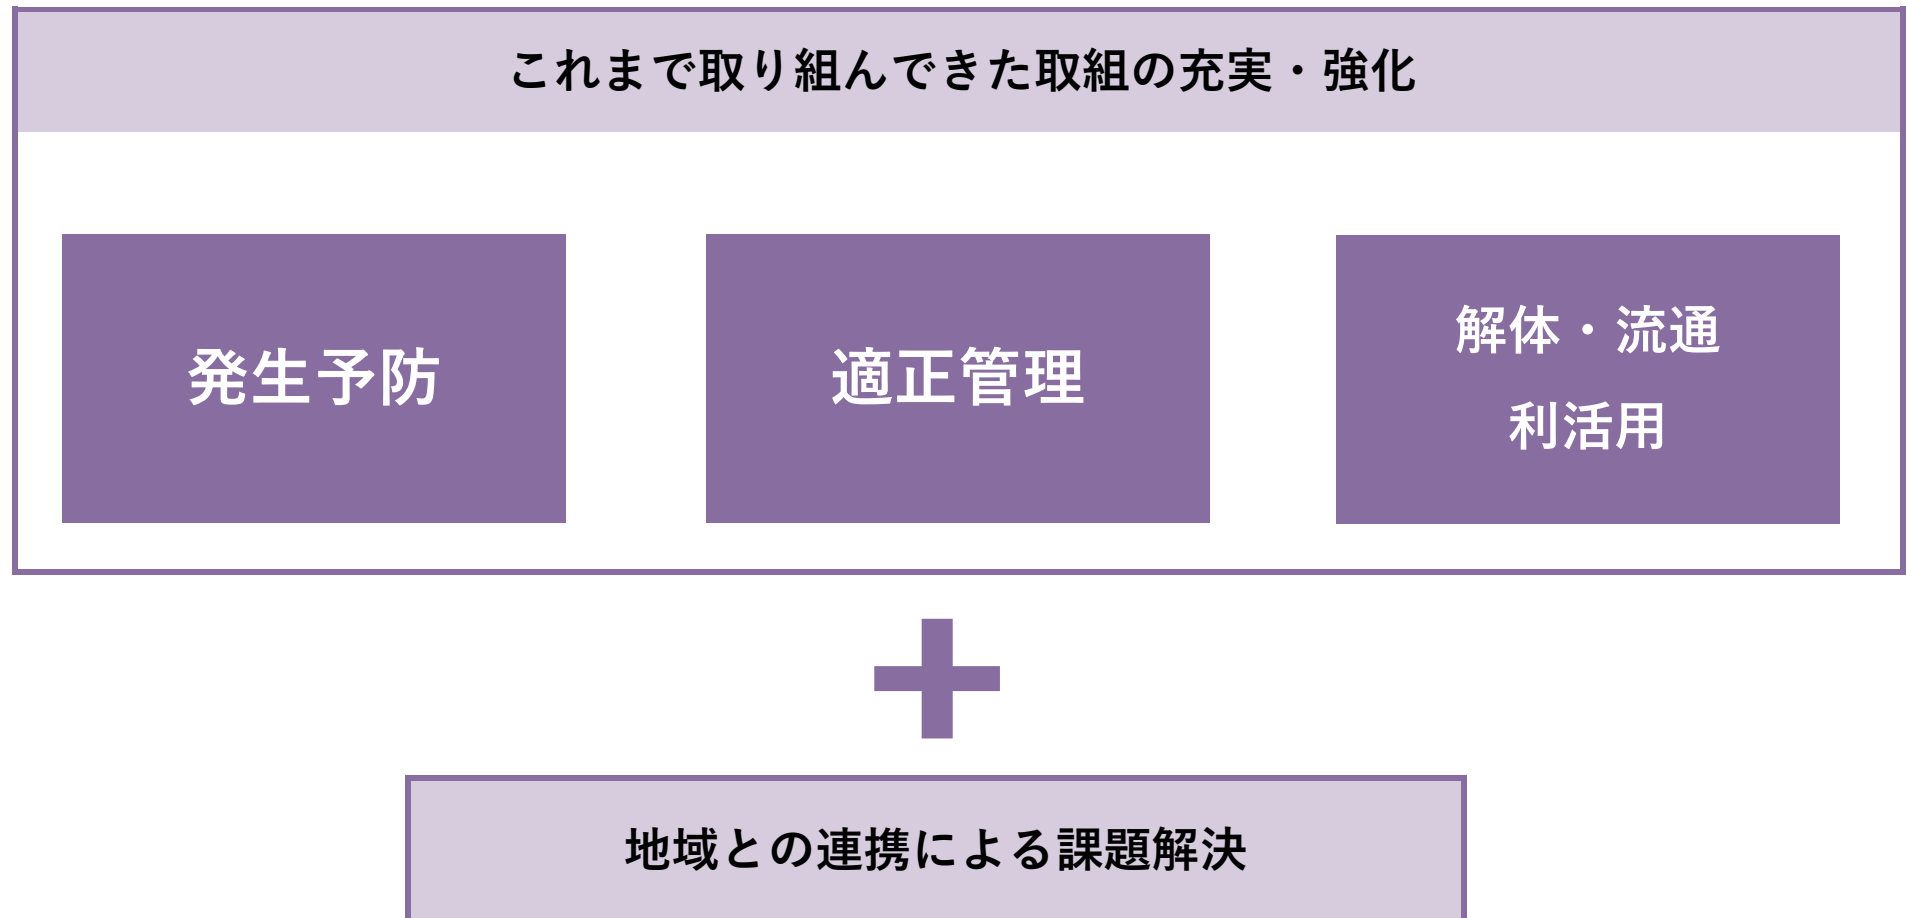 これまで取り組んできた取組の充実・強化
発生予防
適正管理
解体・流通
利活用
地域との連携による課題解決